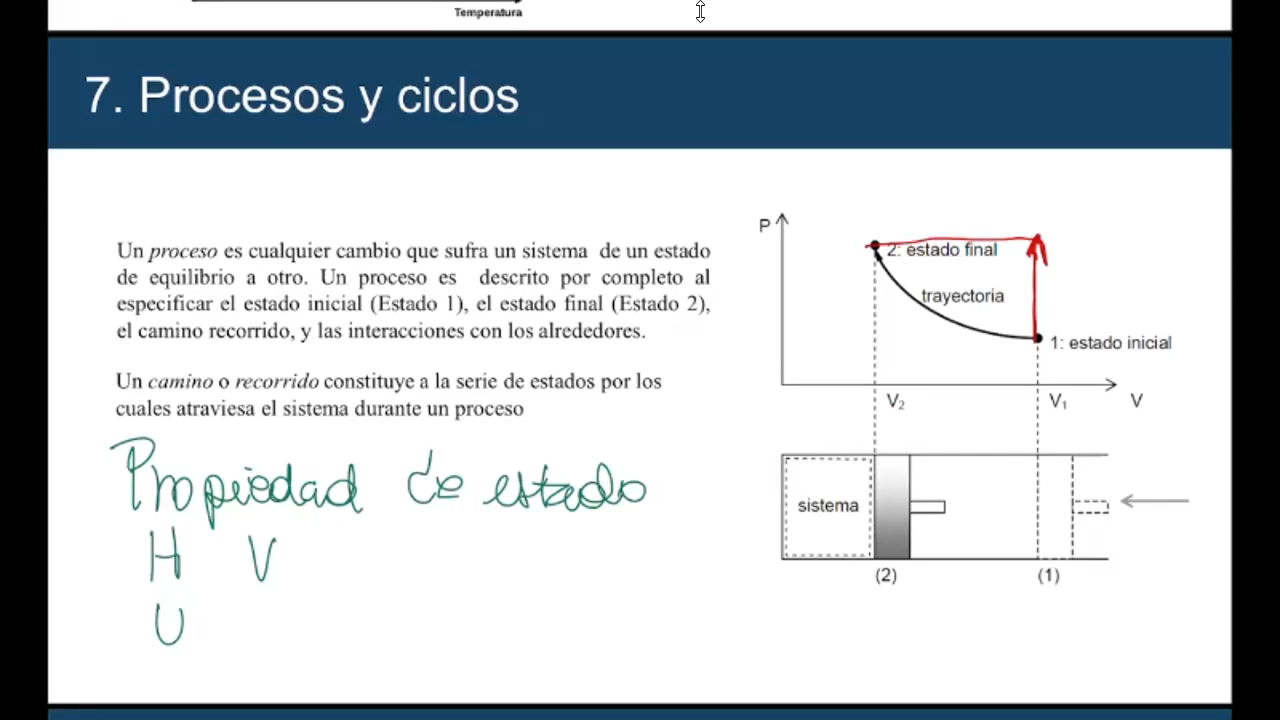 Temperatura
7. Procesos y ciclos
Un proceso es cualquier cambio que sufra un sistema de un estado
de equilibrio a otro. Un proceso es descrito por completo al
especificar el estado inicial (Estado 1), el estado final (Estado 2),
el camino recorrido, y las interacciones con los alrededores.
Un camino o recorrido constituye a la serie de estados por los
cuales atraviesa el sistema durante un proceso
Propiedad de estado
H V
U
P
2: estado final
trayectoria
1: estado inicial
V2 V1 V
sistema
(2) (1)